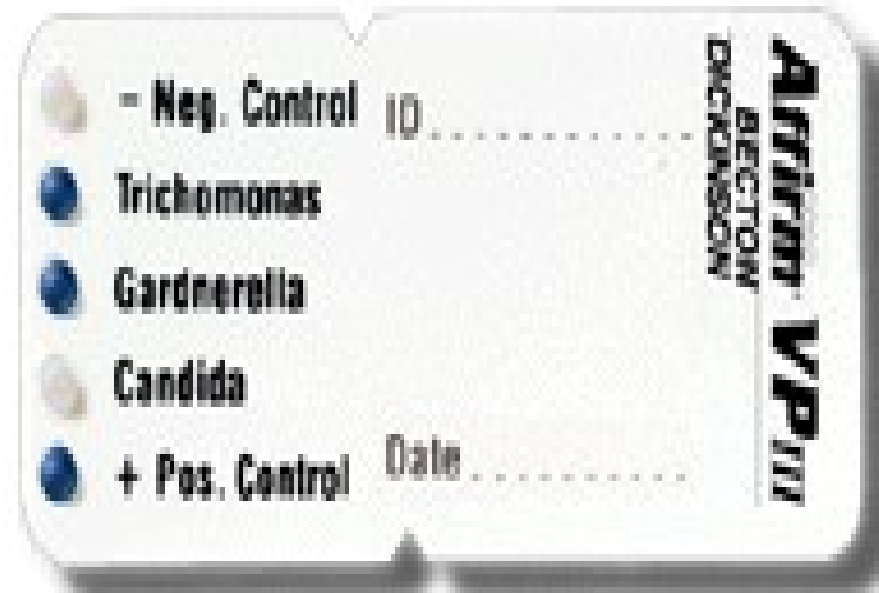 - Neg. Control
Trichomonas
Gardnerella
Candida
+ Pos. Control
ID
Date
BECTON
DICKINSON
Affirm VPIII